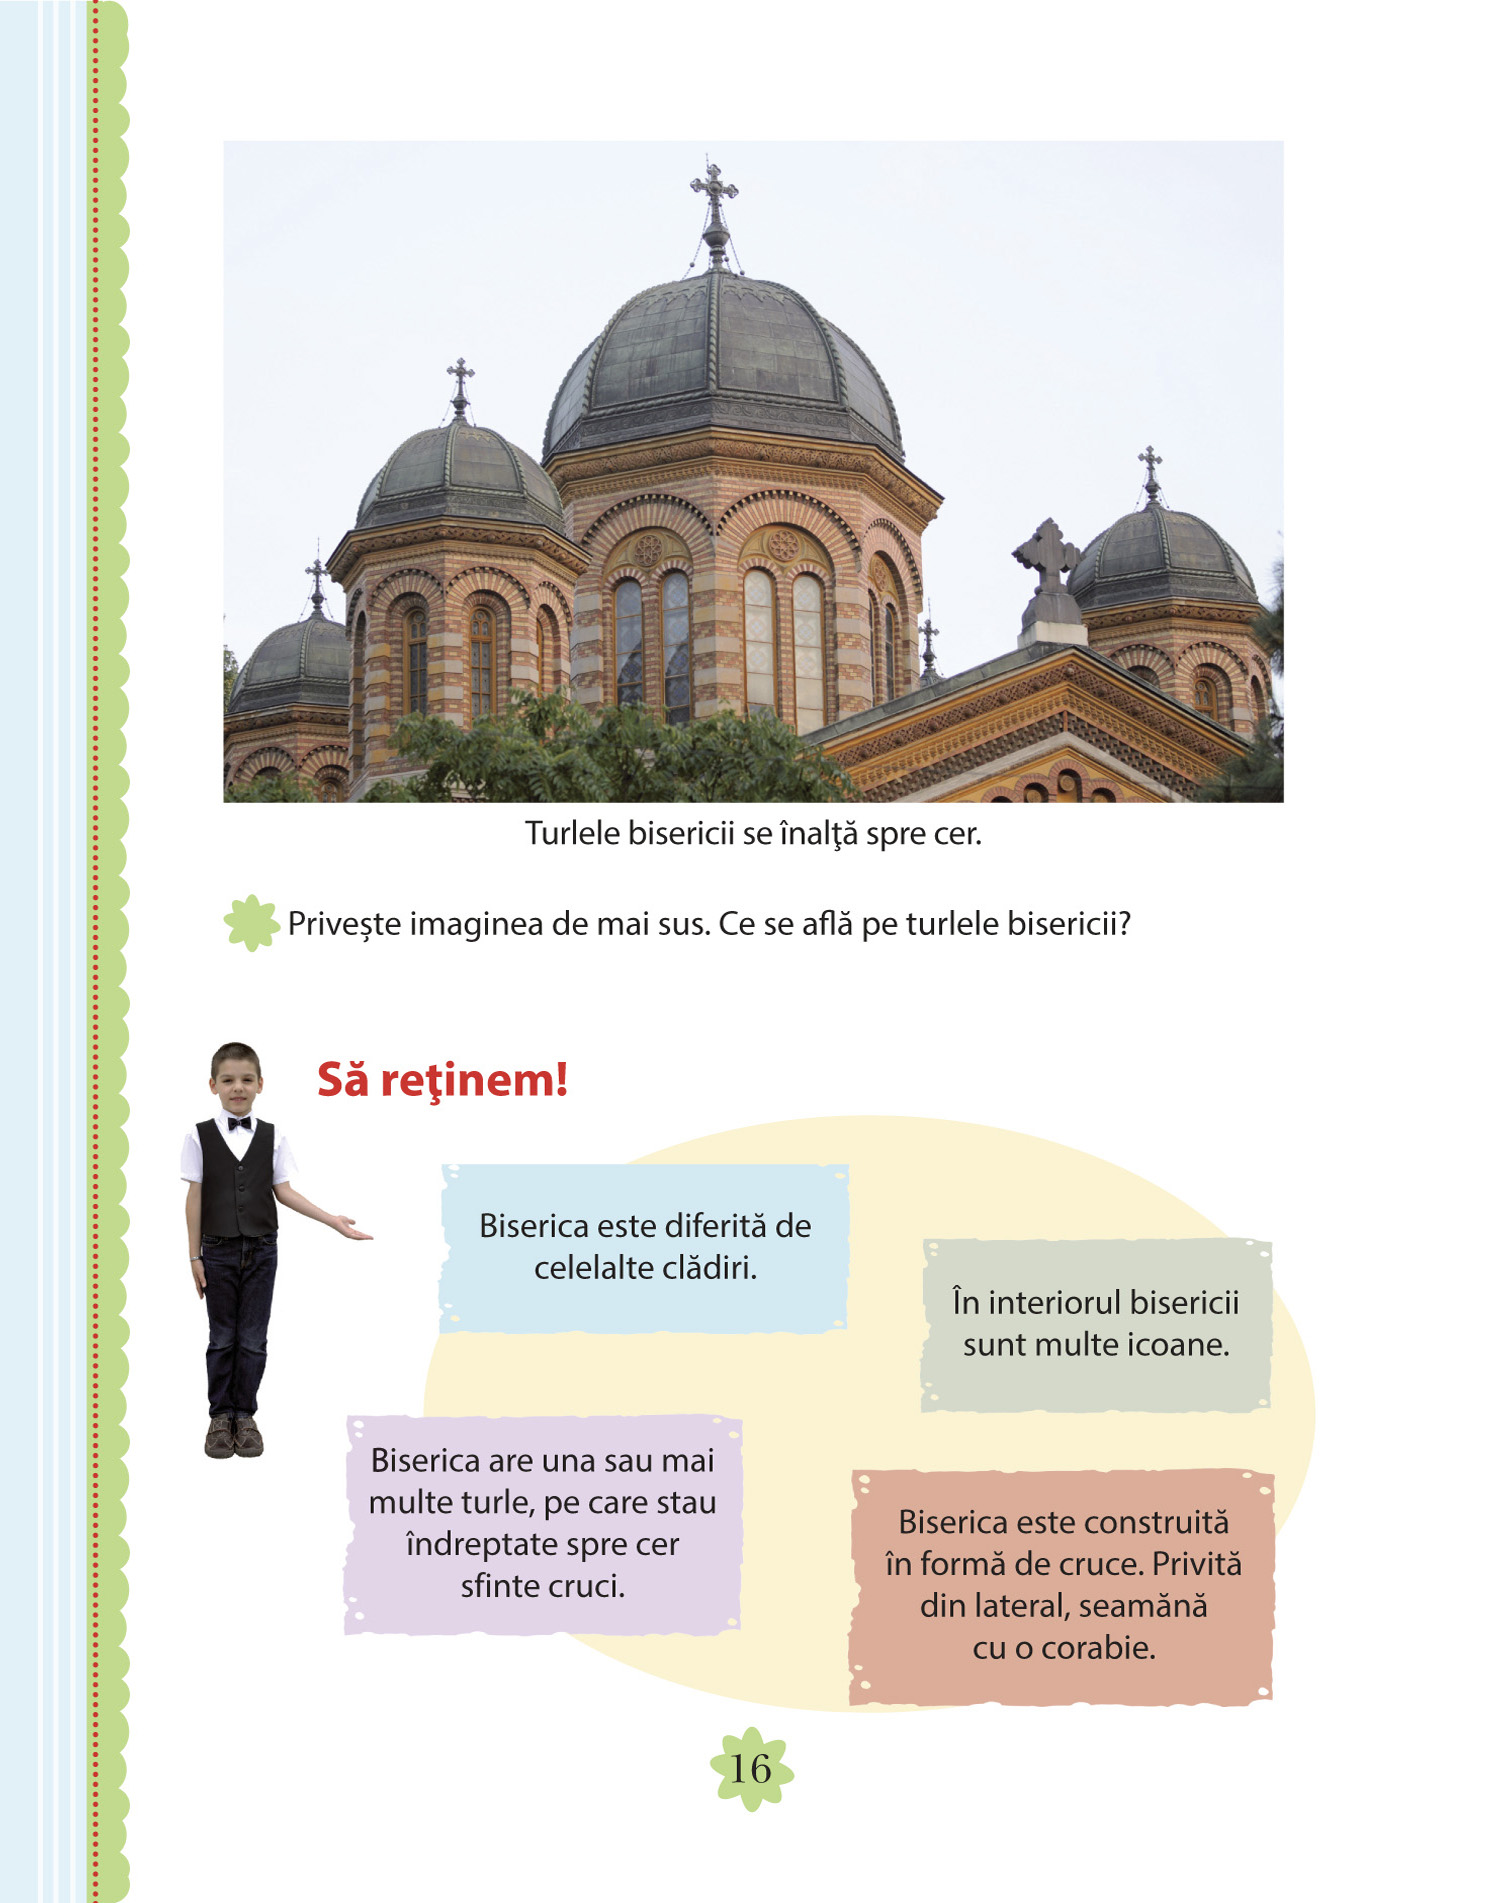 Turlele bisericii se înalţă spre cer.
Privește imaginea de mai sus. Ce se află pe turlele bisericii?
Să reţinem!
Biserica este diferită de
celelalte clădiri.
În interiorul bisericii
sunt multe icoane.
Biserica are una sau mai
multe turle, pe care stau
îndreptate spre cer
sfinte cruci.
Biserica este construită
în formă de cruce. Privită
din lateral, seamănă
cu o corabie.
16